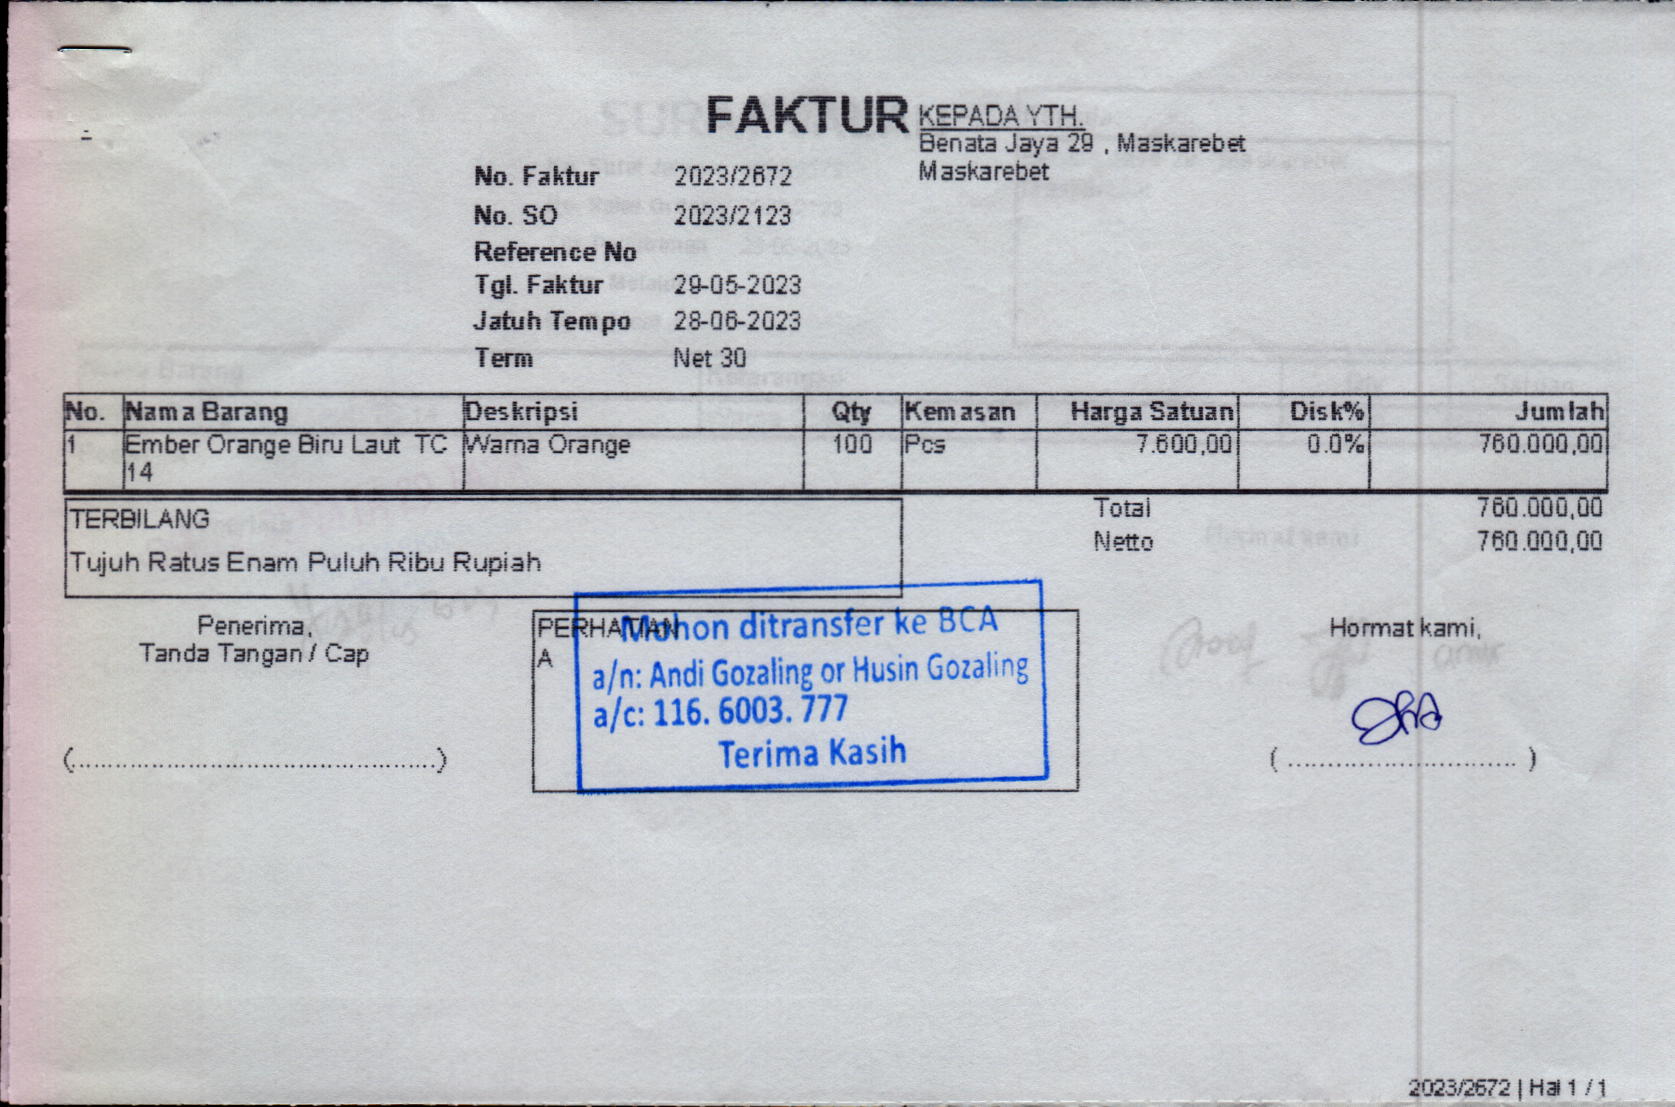 FAKTUR
KEPADA YTH.
Benata Jaya 29 , Maskarebet
Maskarebet
No. Faktur 2023/2672
No. SO 2023/2123
Reference No
Tgl. Faktur 29-05-2023
Jatuh Tempo 28-06-2023
Term Net 30
No. Nama Barang Deskripsi Qty Kemasan Harga Satuan Disk% Jumlah
1 Ember Orange Biru Laut TC Warna Orange 100 Pcs 7.600,00 0.0% 760.000,00
14
Total 760.000,00
Netto 760.000,00
TERBILANG
Tujuh Ratus Enam Puluh Ribu Rupiah
Penerima,
Tanda Tangan / Cap
(..............................................)
PERHATIAN
A
Mohon ditransfer ke BCA
a/n: Andi Gozaling or Husin Gozaling
a/c: 116. 6003. 777
Terima Kasih
Hormat kami,
( ............................. )
2023/2672 | Hal 1 / 1